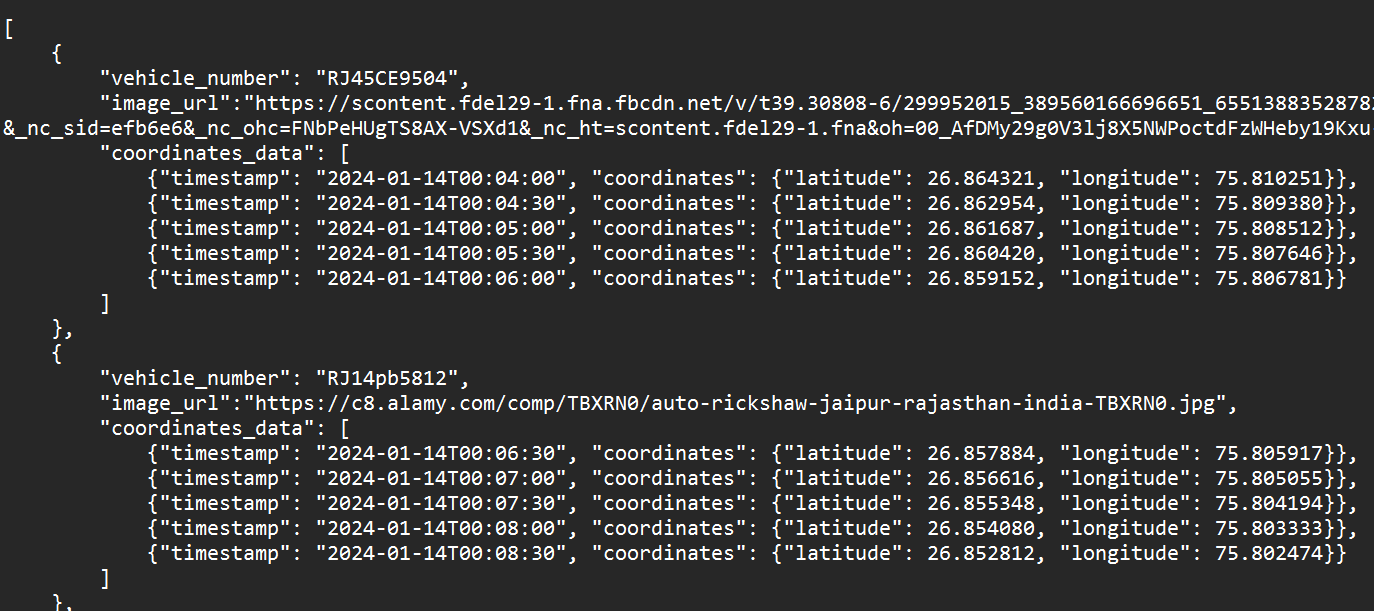 [
    {
        "vehicle_number": "RJ45CE9504",
        "image_url":"https://scontent.fdel29-1.fna.fbcdn.net/v/t39.30808-6/299952015_389560166696651_65513883528782
&_nc_sid=efb6e6&_nc_ohc=FNbPeHUgTS8AX-VSXd1&_nc_ht=scontent.fdel29-1.fna&oh=00_AfDMy29g0V3lj8X5NWPoctdFzWHeby19Kxu
        "coordinates_data": [
            {"timestamp": "2024-01-14T00:04:00", "coordinates": {"latitude": 26.864321, "longitude": 75.810251}},
            {"timestamp": "2024-01-14T00:04:30", "coordinates": {"latitude": 26.862954, "longitude": 75.809380}},
            {"timestamp": "2024-01-14T00:05:00", "coordinates": {"latitude": 26.861687, "longitude": 75.808512}},
            {"timestamp": "2024-01-14T00:05:30", "coordinates": {"latitude": 26.860420, "longitude": 75.807646}},
            {"timestamp": "2024-01-14T00:06:00", "coordinates": {"latitude": 26.859152, "longitude": 75.806781}}
        ]
    },
    {
        "vehicle_number": "RJ14pb5812",
        "image_url":"https://c8.alamy.com/comp/TBXRN0/auto-rickshaw-jaipur-rajasthan-india-TBXRN0.jpg",
        "coordinates_data": [
            {"timestamp": "2024-01-14T00:06:30", "coordinates": {"latitude": 26.857884, "longitude": 75.805917}},
            {"timestamp": "2024-01-14T00:07:00", "coordinates": {"latitude": 26.856616, "longitude": 75.805055}},
            {"timestamp": "2024-01-14T00:07:30", "coordinates": {"latitude": 26.855348, "longitude": 75.804194}},
            {"timestamp": "2024-01-14T00:08:00", "coordinates": {"latitude": 26.854080, "longitude": 75.803333}},
            {"timestamp": "2024-01-14T00:08:30", "coordinates": {"latitude": 26.852812, "longitude": 75.802474}}
        ]
    },